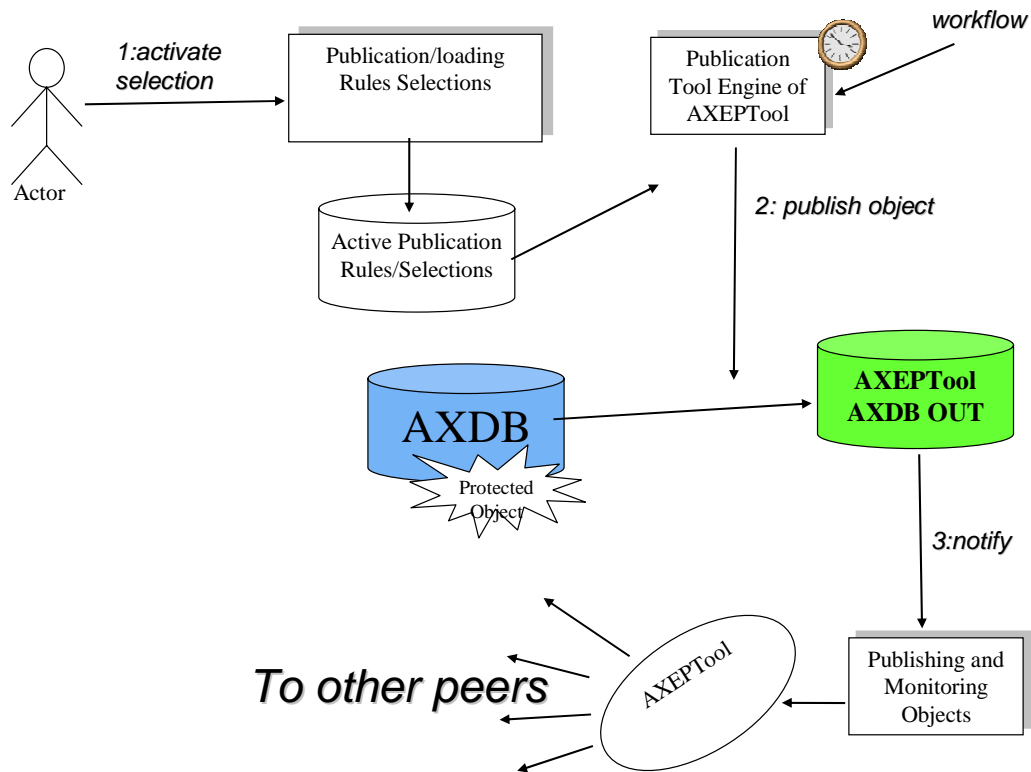 1:activate
selection
Publication/loading
Rules Selections
Publication
Tool Engine of
AXEPTool
workflow
Actor
Active Publication
Rules/Selections
2: publish object
AXDB
Protected
Object
AXEPTool
AXDB OUT
3:notify
To other peers
AXEPTool
Publishing and
Monitoring
Objects